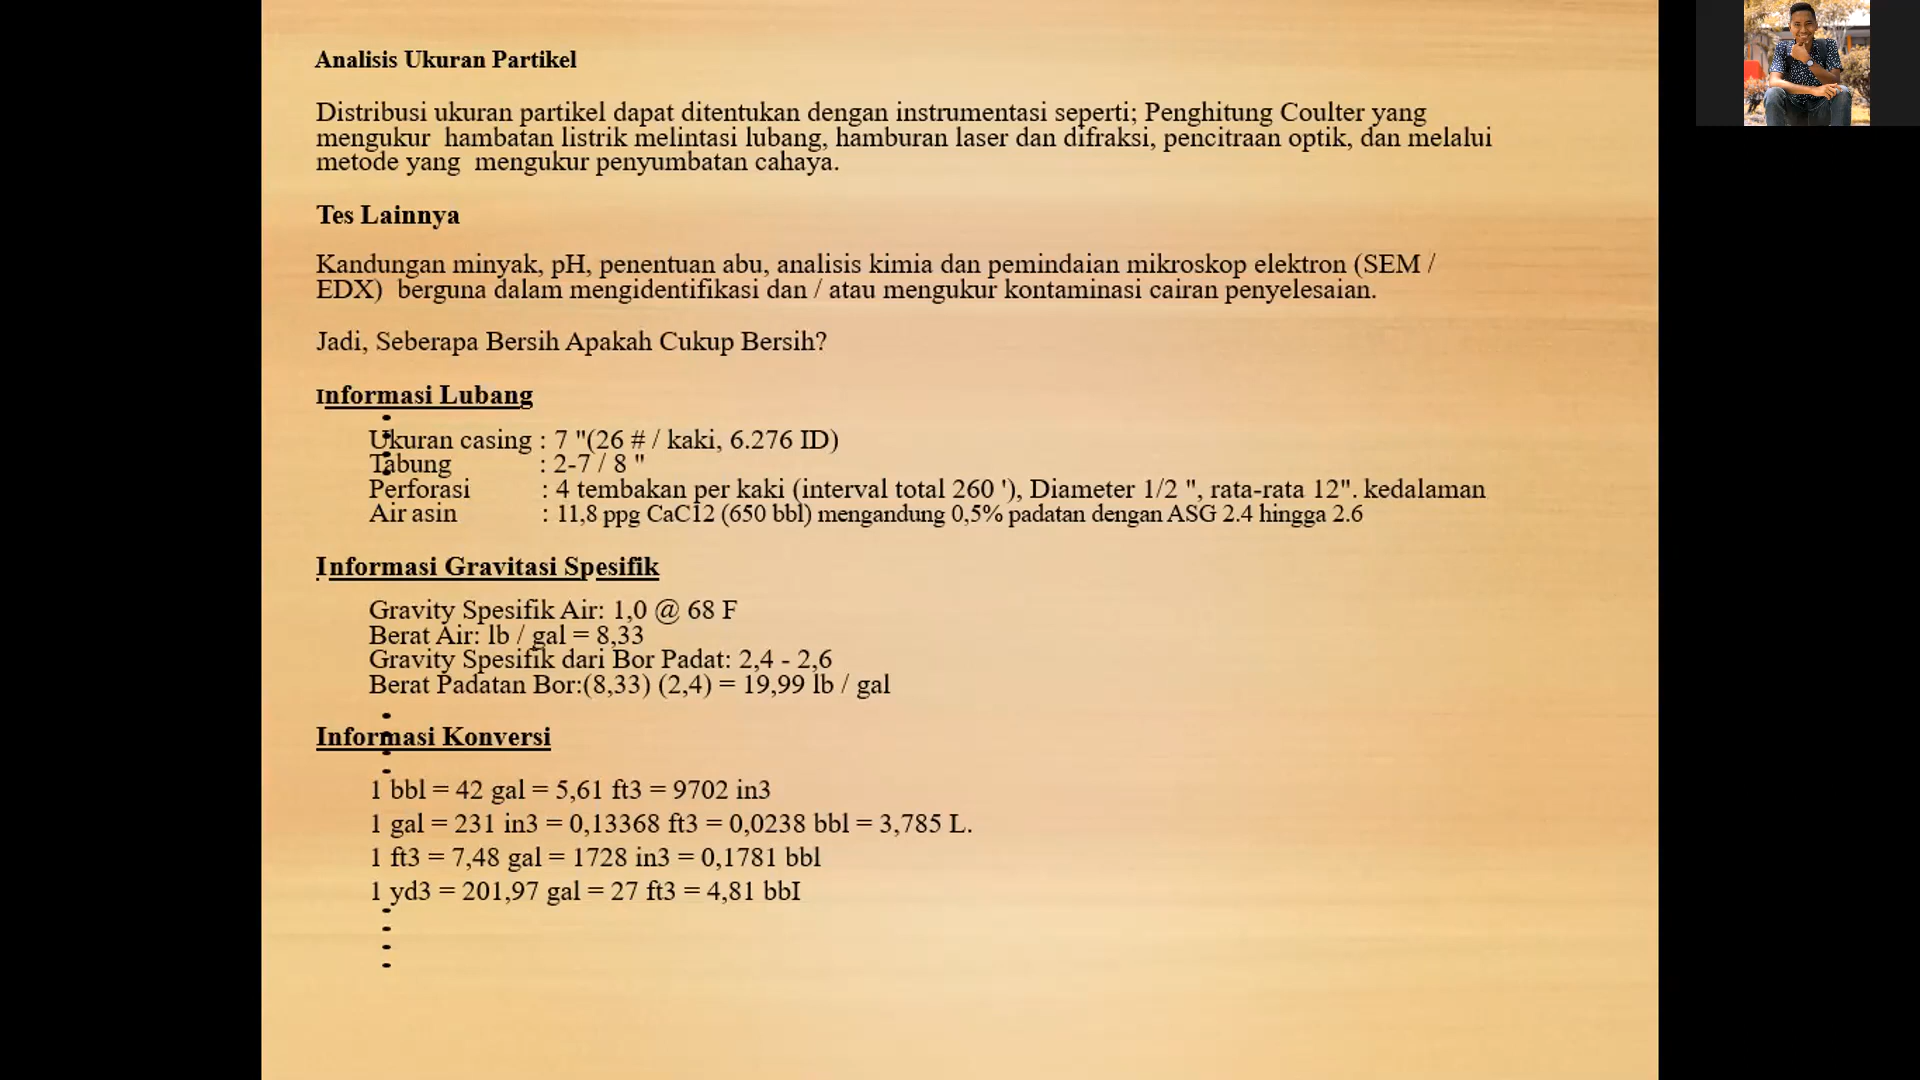 Analisis Ukuran Partikel
Distribusi ukuran partikel dapat ditentukan dengan instrumentasi seperti; Penghitung Coulter yang
mengukur hambatan listrik melintasi lubang, hamburan laser dan difraksi, pencitraan optik, dan melalui
metode yang mengukur penyumbatan cahaya.
Tes Lainnya
Kandungan minyak, pH, penentuan abu, analisis kimia dan pemindaian mikroskop elektron (SEM /
EDX) berguna dalam mengidentifikasi dan / atau mengukur kontaminasi cairan penyelesaian.
Jadi, Seberapa Bersih Apakah Cukup Bersih?
Informasi Lubang
Ukuran casing : 7 "(26 # / kaki, 6.276 ID)
Tabung : 2-7 / 8 "
Perforasi : 4 tembakan per kaki (interval total 260 '), Diameter 1/2 ", rata-rata 12". kedalaman
Air asin : 11,8 ppg CaC12 (650 bbl) mengandung 0,5% padatan dengan ASG 2.4 hingga 2.6
Informasi Gravitasi Spesifik
Gravity Spesifik Air: 1,0 @ 68 F
Berat Air: lb / gal = 8,33
Gravity Spesifik dari Bor Padat: 2,4 - 2,6
Berat Padatan Bor:(8,33) (2,4) = 19,99 lb / gal
Informasi Konversi
1 bbl = 42 gal = 5,61 ft3 = 9702 in3
1 gal = 231 in3 = 0,13368 ft3 = 0,0238 bbl = 3,785 L.
1 ft3 = 7,48 gal = 1728 in3 = 0,1781 bbl
1 yd3 = 201,97 gal = 27 ft3 = 4,81 bbI